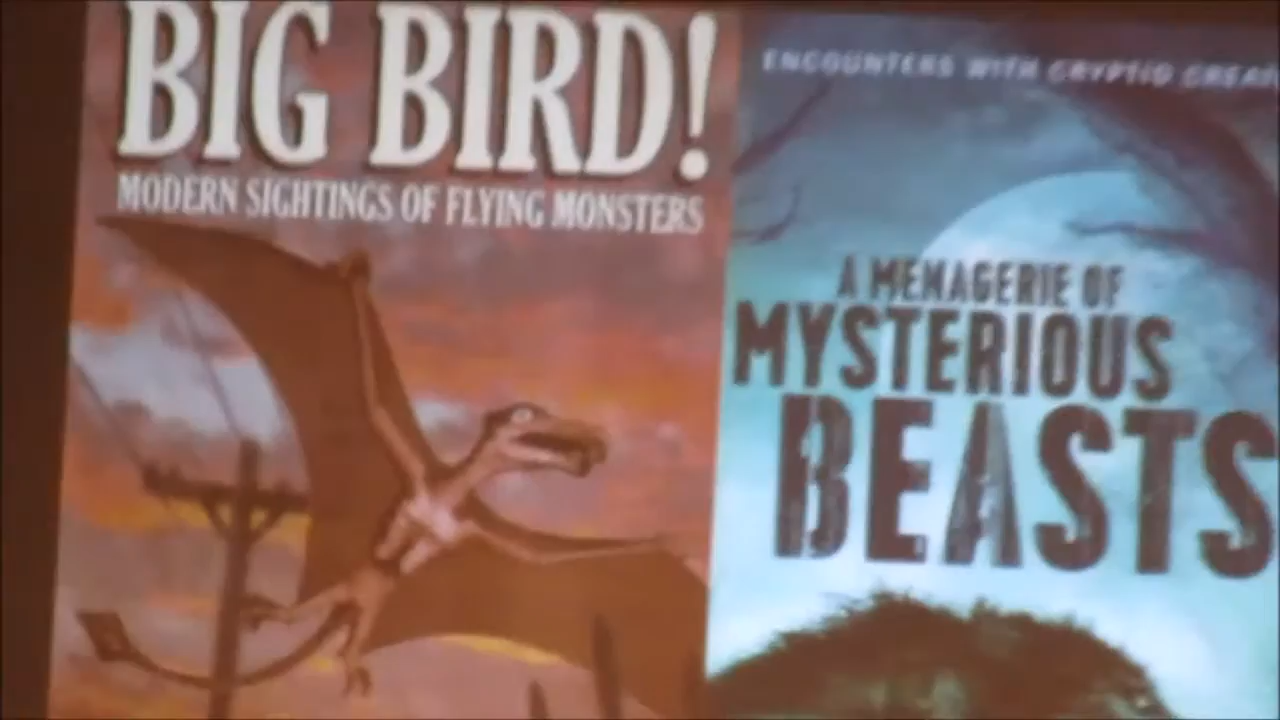 BIG BIRD!
MODERN SIGHTINGS OF FLYING MONSTERS
ENCOUNTERS WITH CRYPTID
A MENAGERIE OF
MYSTERIOUS
BEASTS